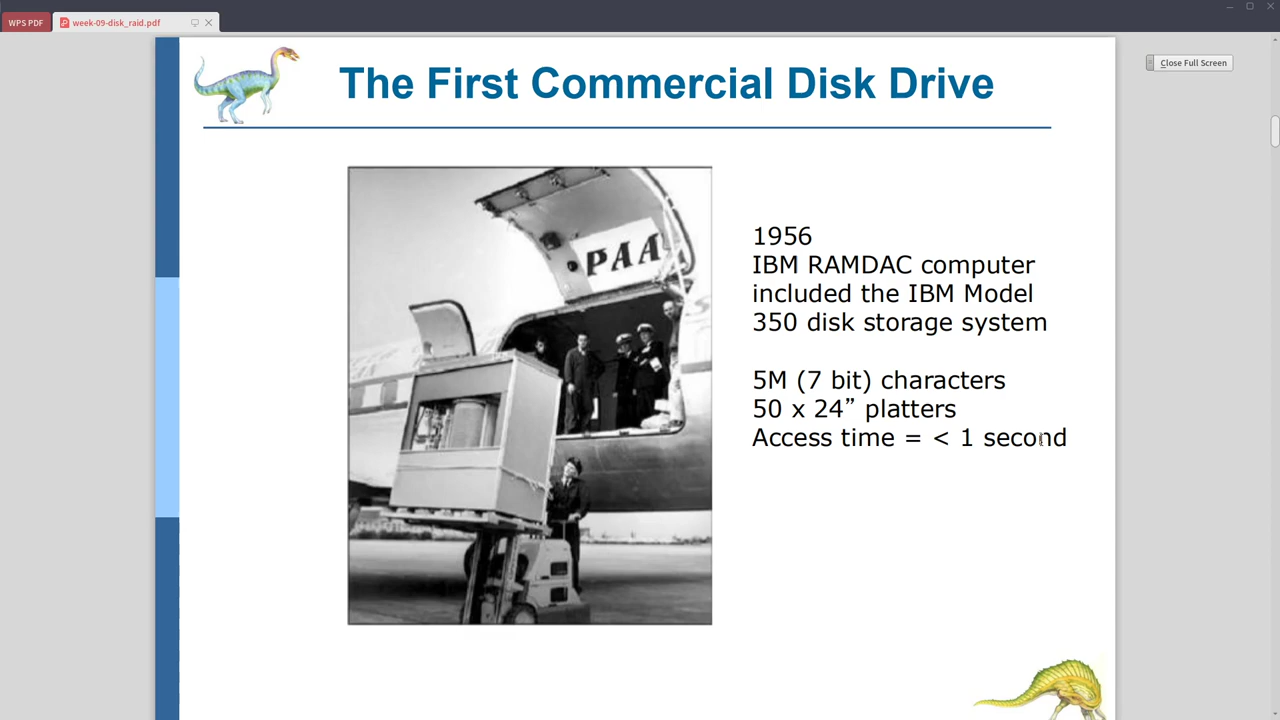 WPS PDF
week-09-disk_raid.pdf
Close Full Screen
The First Commercial Disk Drive
PAA
1956
IBM RAMDAC computer
included the IBM Model
350 disk storage system
5M (7 bit) characters
50 x 24” platters
Access time = < 1 second